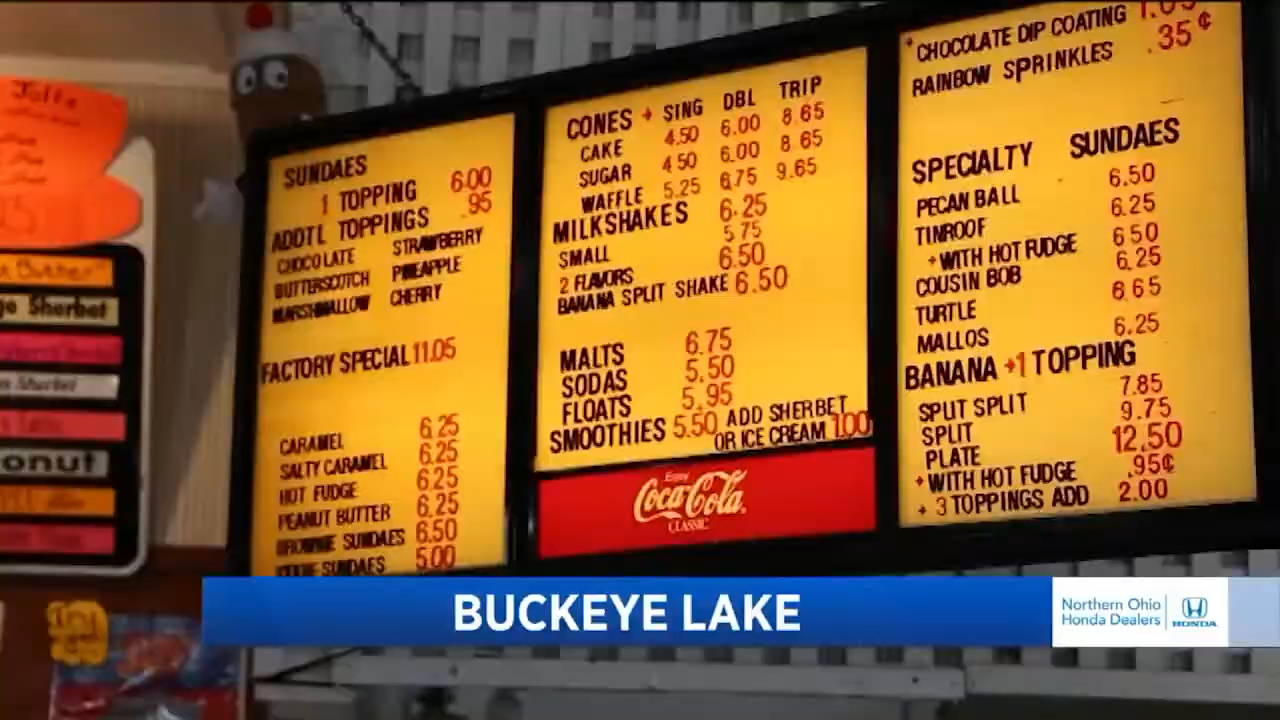 SUNDAES
1 TOPPING 6.00
ADDTL TOPPINGS .95
CHOCOLATE STRAWBERRY
BUTTERSCOTCH PINEAPPLE
MARSHMALLOW CHERRY
FACTORY SPECIAL 11.05
CARAMEL 6.25
SALTY CARAMEL 6.25
HOT FUDGE 6.25
PEANUT BUTTER 6.25
BROWNIE SUNDAES 6.50
SUNDAES 5.00
CONES + SING DBL TRIP
CAKE 4.50 6.00 8.65
SUGAR 4.50 6.00 8.65
WAFFLE 5.25 6.75 9.65
MILKSHAKES 6.25
SMALL 5.75
2 FLAVORS 6.50
BANANA SPLIT SHAKE 6.50
MALTS 6.75
SODAS 5.50
FLOATS 5.95
SMOOTHIES 5.50 ADD SHERBET
OR ICE CREAM 1.00
Enjoy
Coca-Cola
CLASSIC
CHOCOLATE DIP COATING
RAINBOW SPRINKLES .35¢
SPECIALTY SUNDAES
PECAN BALL 6.50
TINROOF 6.25
+WITH HOT FUDGE 6.50
COUSIN BOB 6.25
TURTLE 6.65
MALLOS 6.25
BANANA +1 TOPPING
SPLIT SPLIT 7.85
SPLIT 9.75
PLATE 12.50
+WITH HOT FUDGE .95¢
+ 3 TOPPINGS ADD 2.00
Sherbet
onut
BUCKEYE LAKE
Northern Ohio
Honda Dealers
HONDA